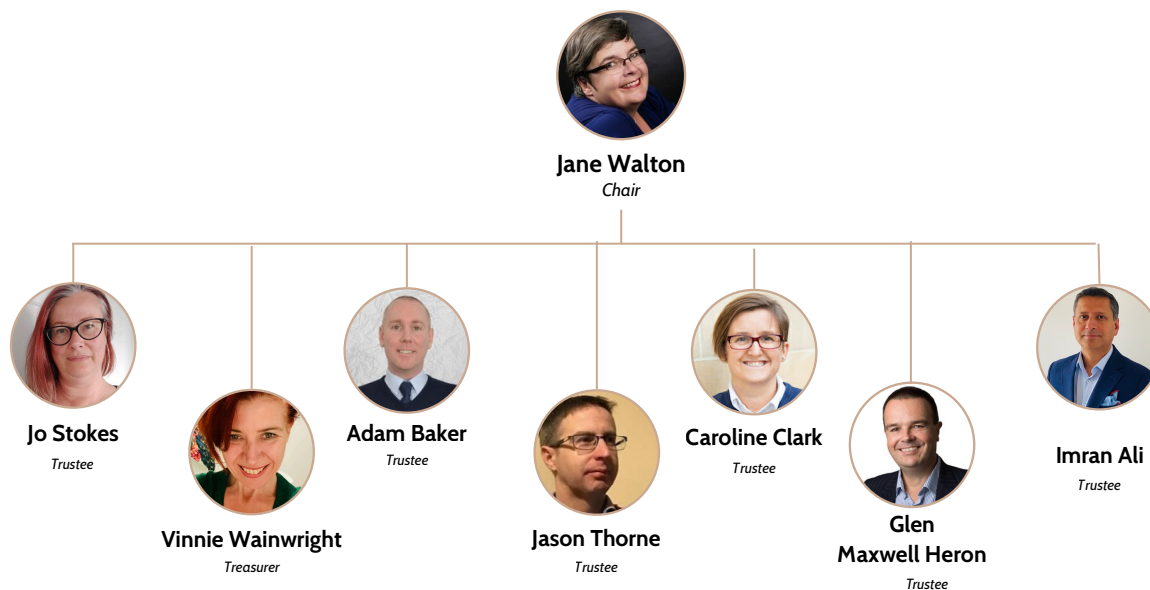 Jane Walton
Chair
Jo Stokes
Trustee
Vinnie Wainwright
Treasurer
Adam Baker
Trustee
Jason Thorne
Trustee
Caroline Clark
Trustee
Glen
Maxwell Heron
Trustee
Imran Ali
Trustee